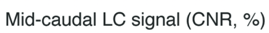 Mid-caudal LC signal (CNR, %)